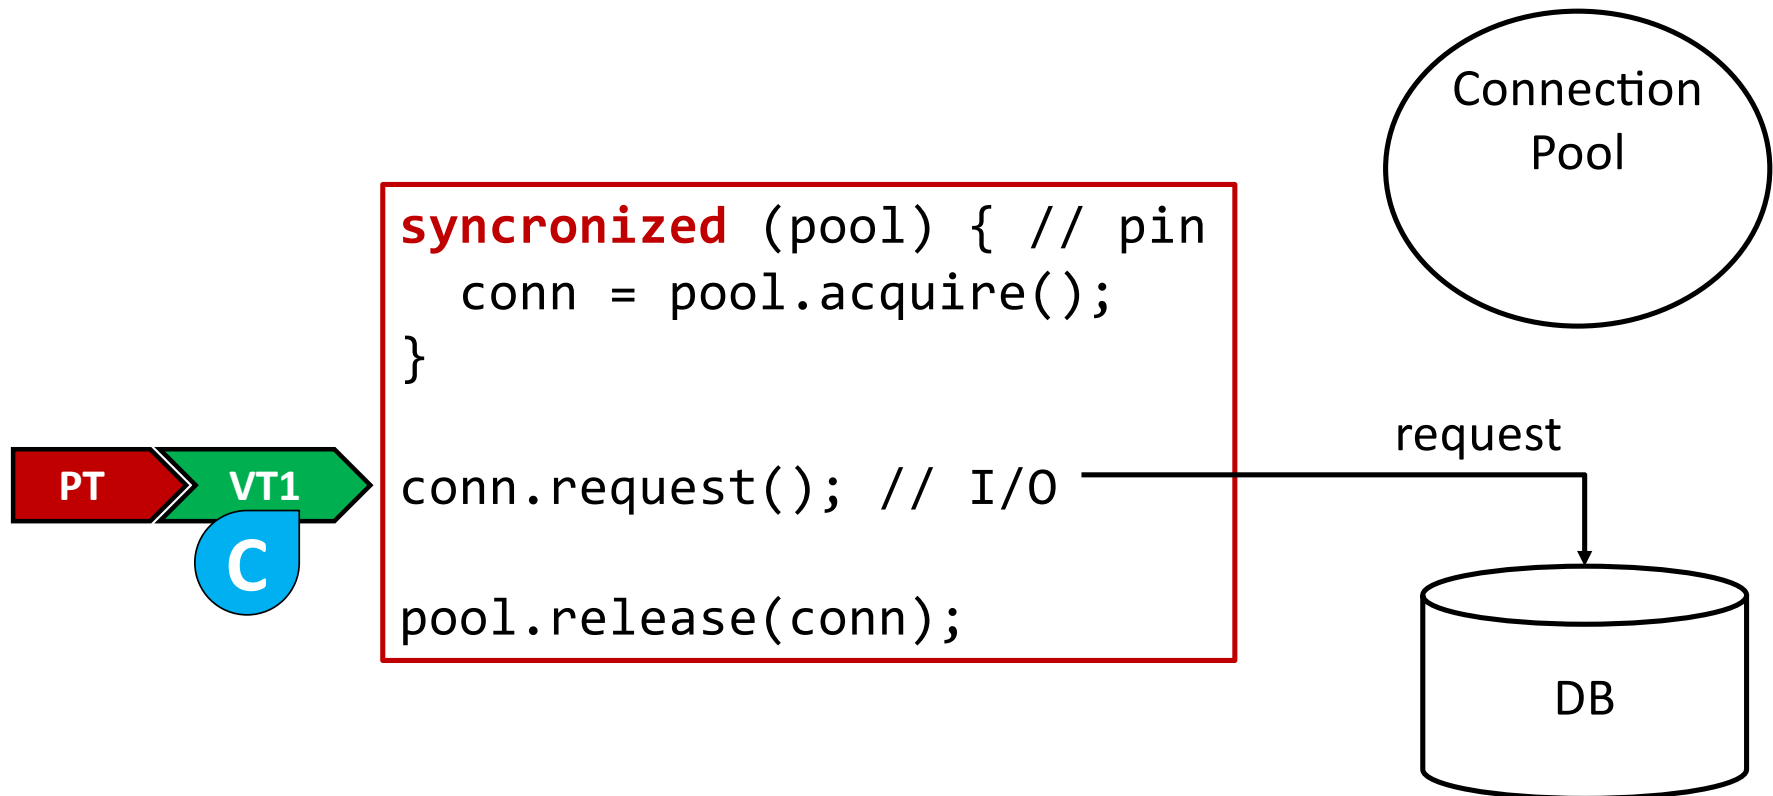 Connection
Pool
syncronized (pool) { // pin
  conn = pool.acquire();
}
request
PT
VT1
conn.request(); // I/O
C
pool.release(conn);
DB